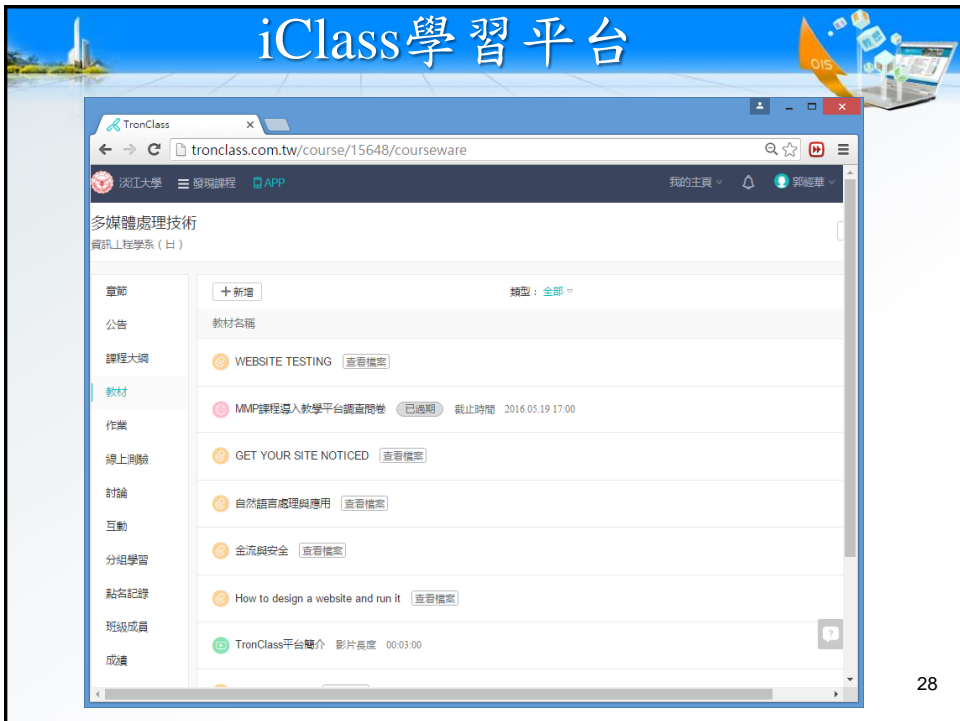 iClass學習平台
OIS
TronClass
tronclass.com.tw/course/15648/courseware
淡江大學 發現課程 APP 我的主頁 郭經華
多媒體處理技術
資訊工程學系(日)
章節
公告
課程大綱
教材
作業
線上測驗
討論
互動
分組學習
點名記錄
班級成員
成績
+新增 類型: 全部
教材名稱
WEBSITE TESTING 查看檔案
MMP課程導入教學平台調查問卷 已過期 截止時間 2016.05.19 17:00
GET YOUR SITE NOTICED 查看檔案
自然語言處理與應用 查看檔案
金流與安全 查看檔案
How to design a website and run it 查看檔案
TronClass平台簡介 影片長度 00:03:00
?
28